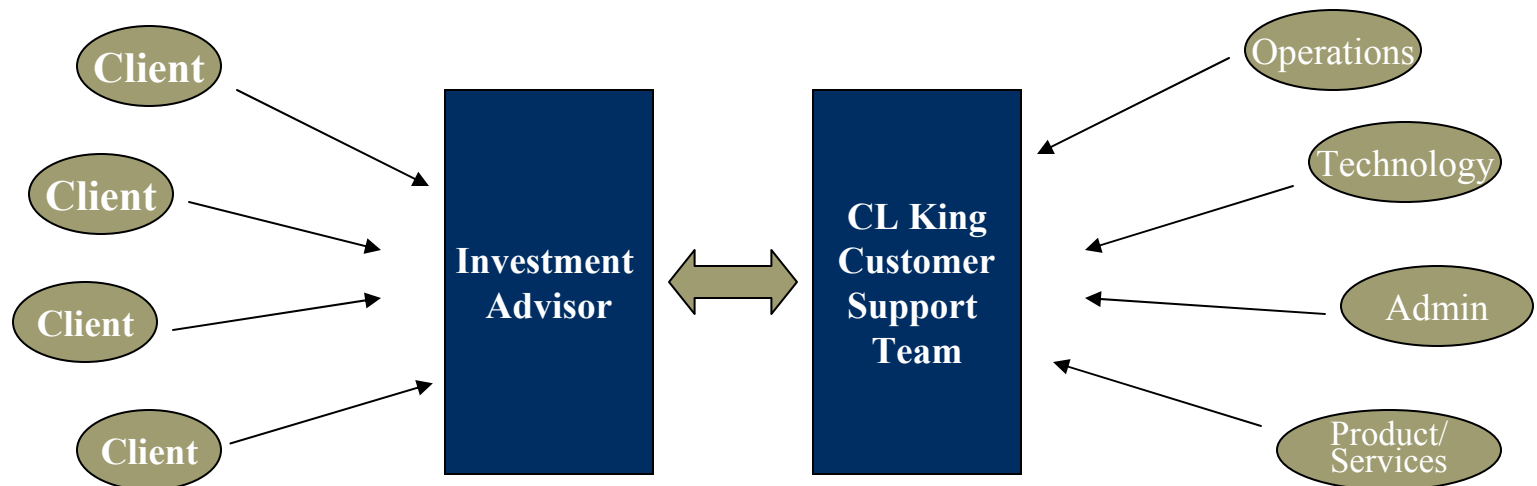 Client
Client
Client
Client
Investment
Advisor
CL King
Customer
Support
Team
Operations
Technology
Admin
Product/
Services